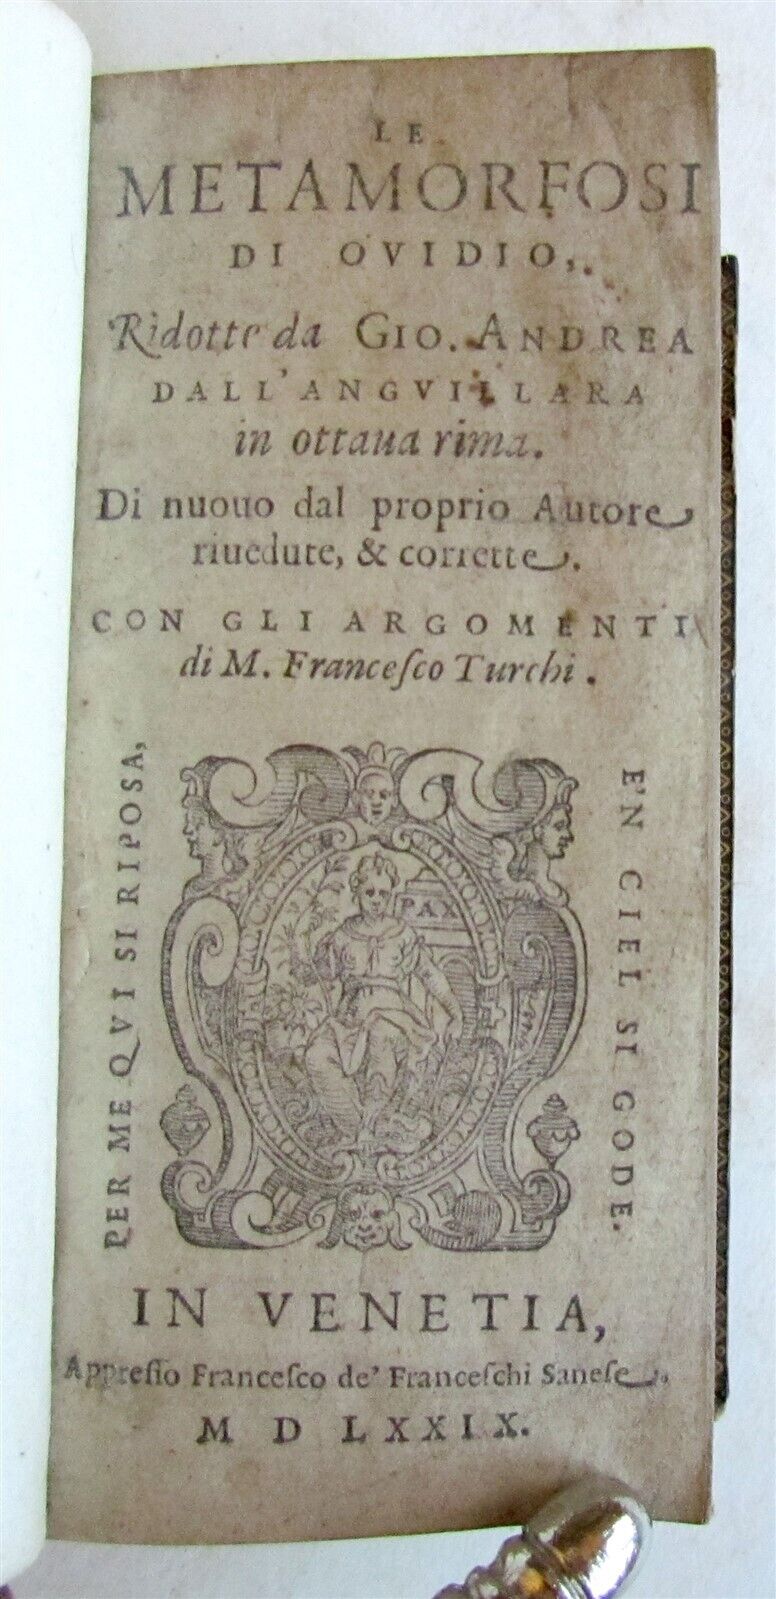 LE
METAMORFOSI
DI OVIDIO,
Ridotte da GIO. ANDREA
DALL'ANGVILLARA
in ottaua rima.
Di nuouo dal proprio Autore
riuedute, & corrette.
CON GLI ARGOMENTI
di M. Franceſco Turchi.
PER ME QVI SI RIPOSA,
PAX
E'N CIEL SI GODE.
IN VENETIA,
Appreſſo Franceſco de' Franceſchi Saneſe.
M D LXXIX.